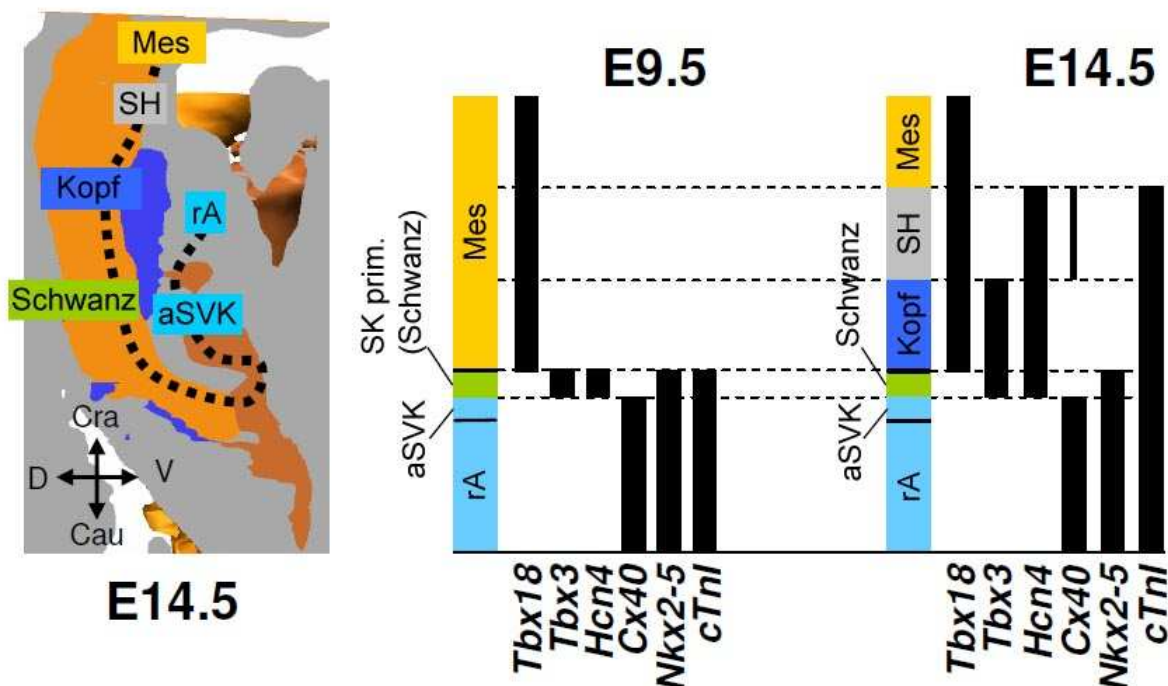 Mes
SH
Kopf
rA
Schwanz
aSVK
Cra
D
V
Cau
E14.5
E9.5
Mes
SK prim.
(Schwanz)
aSVK
rA
Tbx18
Tbx3
Hcn4
Cx40
Nkx2-5
cTnI
E14.5
Mes
SH
Kopf
Schwanz
aSVK
rA
Tbx18
Tbx3
Hcn4
Cx40
Nkx2-5
cTnI